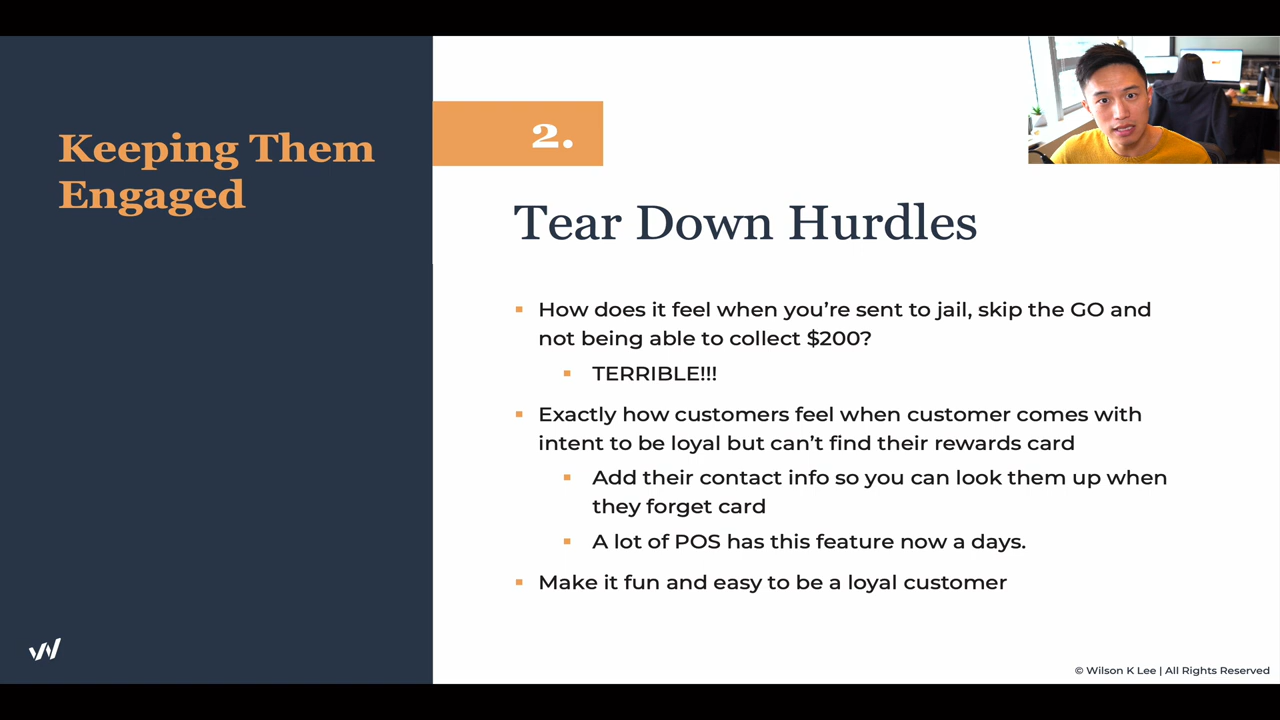 Keeping Them
Engaged
2.
Tear Down Hurdles
How does it feel when you’re sent to jail, skip the GO and
not being able to collect $200?
TERRIBLE!!!
Exactly how customers feel when customer comes with
intent to be loyal but can’t find their rewards card
Add their contact info so you can look them up when
they forget card
A lot of POS has this feature now a days.
Make it fun and easy to be a loyal customer
© Wilson K Lee | All Rights Reserved